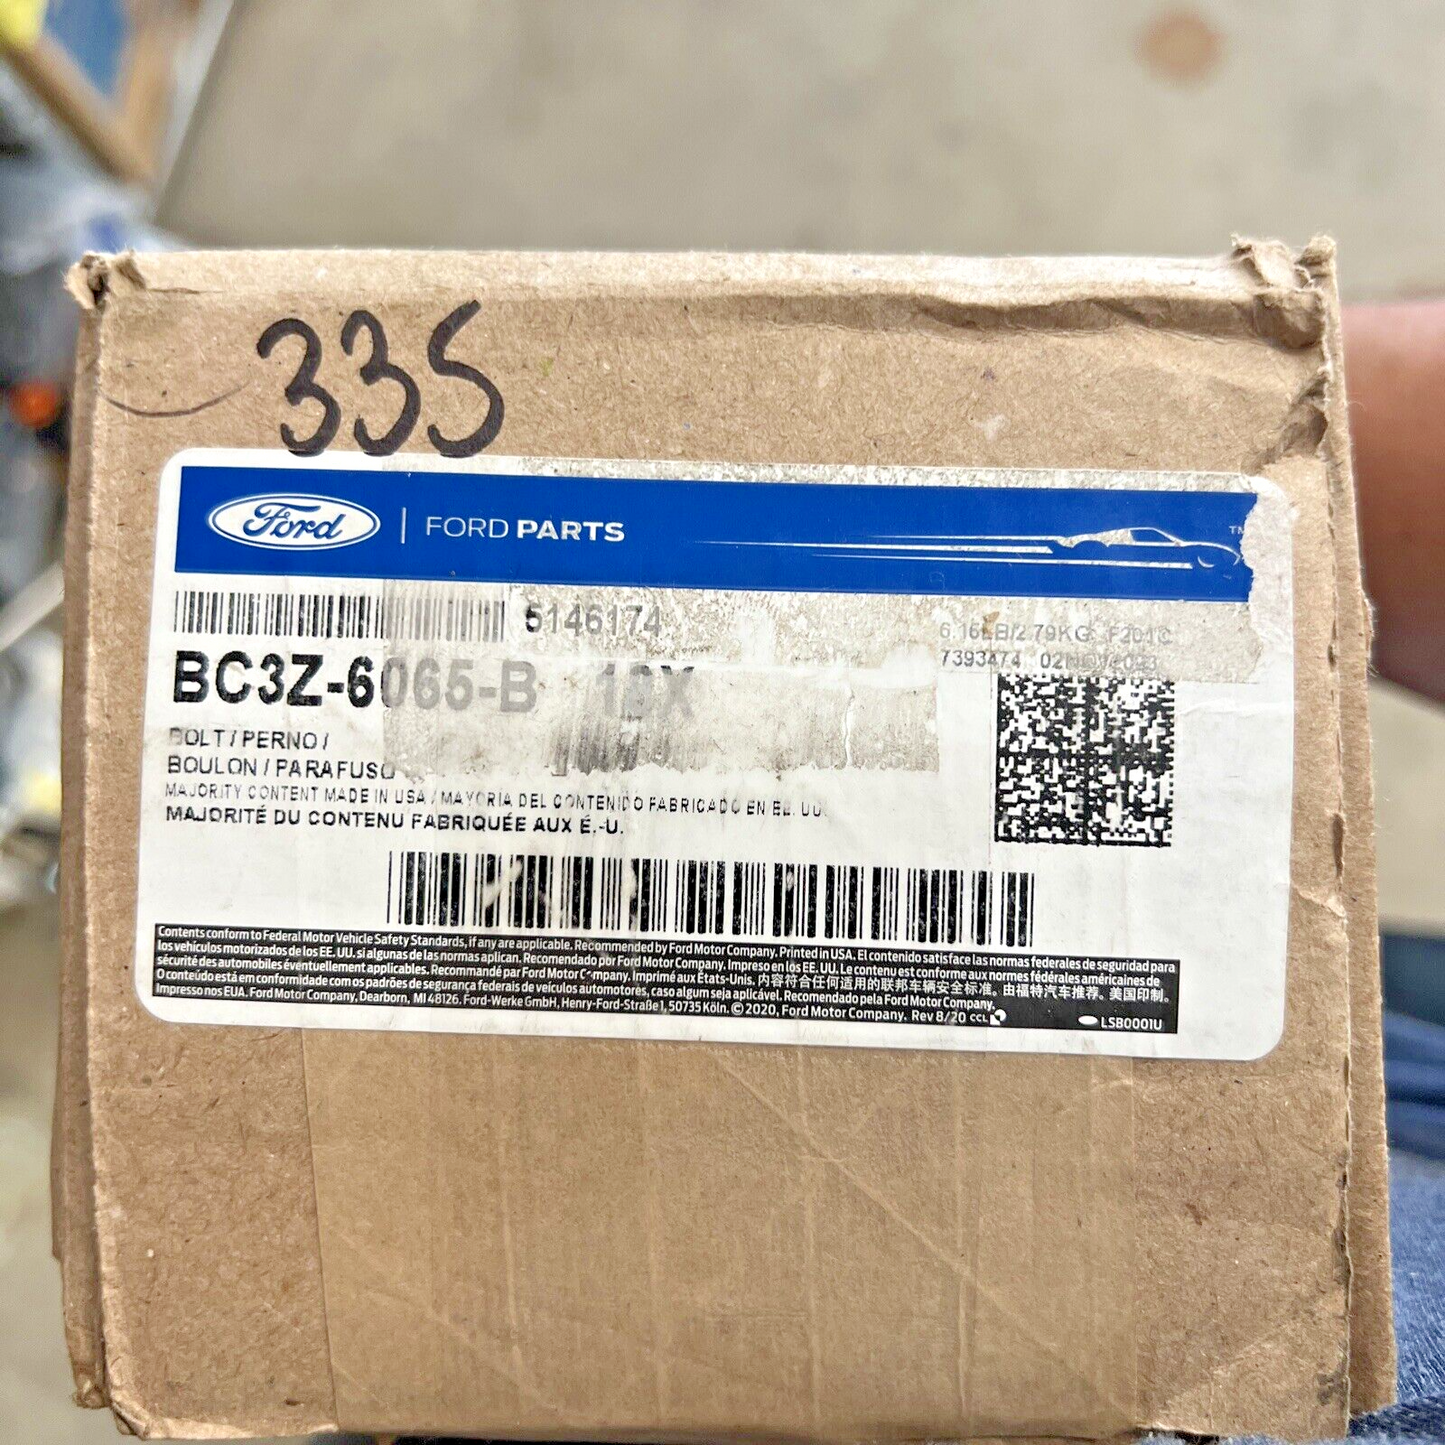 335
Ford | FORD PARTS
TM
5146174
6.15LB/2.79KG F201C
7393474
BC3Z-6065-B
BOLT / PERNO /
BOULON / PARAFUSO
MAJORITY CONTENT MADE IN USA / MAYORÍA DEL CONTENIDO FABRICADO EN EE. UU.
MAJORITÉ DU CONTENU FABRIQUÉE AUX É.-U.
Contents conform to Federal Motor Vehicle Safety Standards, if any are applicable. Recommended by Ford Motor Company. Printed in USA. El contenido satisface las normas federales de seguridad para
los vehículos motorizados de los EE. UU. si algunas de las normas aplican. Recomendado por Ford Motor Company. Impreso en los EE. UU. Le contenu est conforme aux normes fédérales américaines de
sécurité des automobiles éventuellement applicables. Recommandé par Ford Motor Company. Imprimé aux États-Unis. 内容符合任何适用的联邦车辆安全标准。由福特汽车推荐。美国印制。
O conteúdo está em conformidade com os padrões de segurança federais de veículos automotores, caso algum seja aplicável. Recomendado pela Ford Motor Company.
Impresso nos EUA. Ford Motor Company, Dearborn, MI 48126. Ford-Werke GmbH, Henry-Ford-Straße 1, 50735 Köln. © 2020, Ford Motor Company. Rev 8/20 CCL
LSB0001U